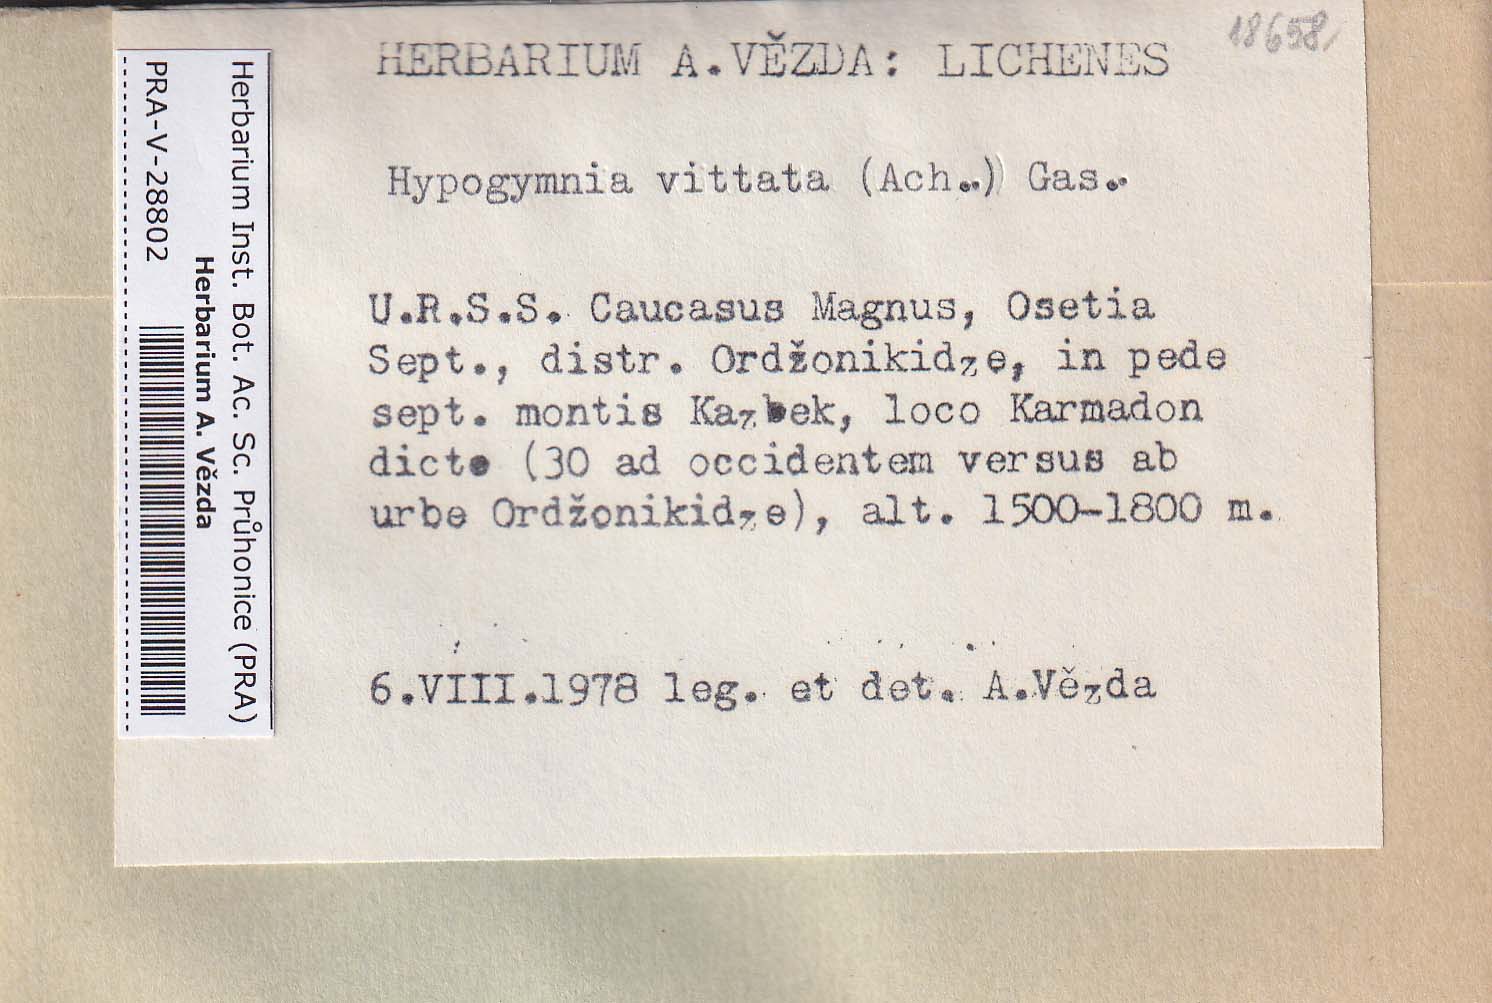 18658
HERBARIUM A.VĚZDA: LICHENES
Hypogymnia vittata (Ach..) Gas..
U.R.S.S. Caucasus Magnus, Osetia
Sept., distr. Ordžonikidze, in pede
sept. montis Kazbek, loco Karmadon
dicto (30 ad occidentem versus ab
urbe Ordžonikidze), alt. 1500-1800 m.
6.VIII.1978 leg. et det. A.Vězda
Herbarium Inst. Bot. Ac. Sc. Průhonice (PRA)
Herbarium A. Vězda
PRA-V-28802